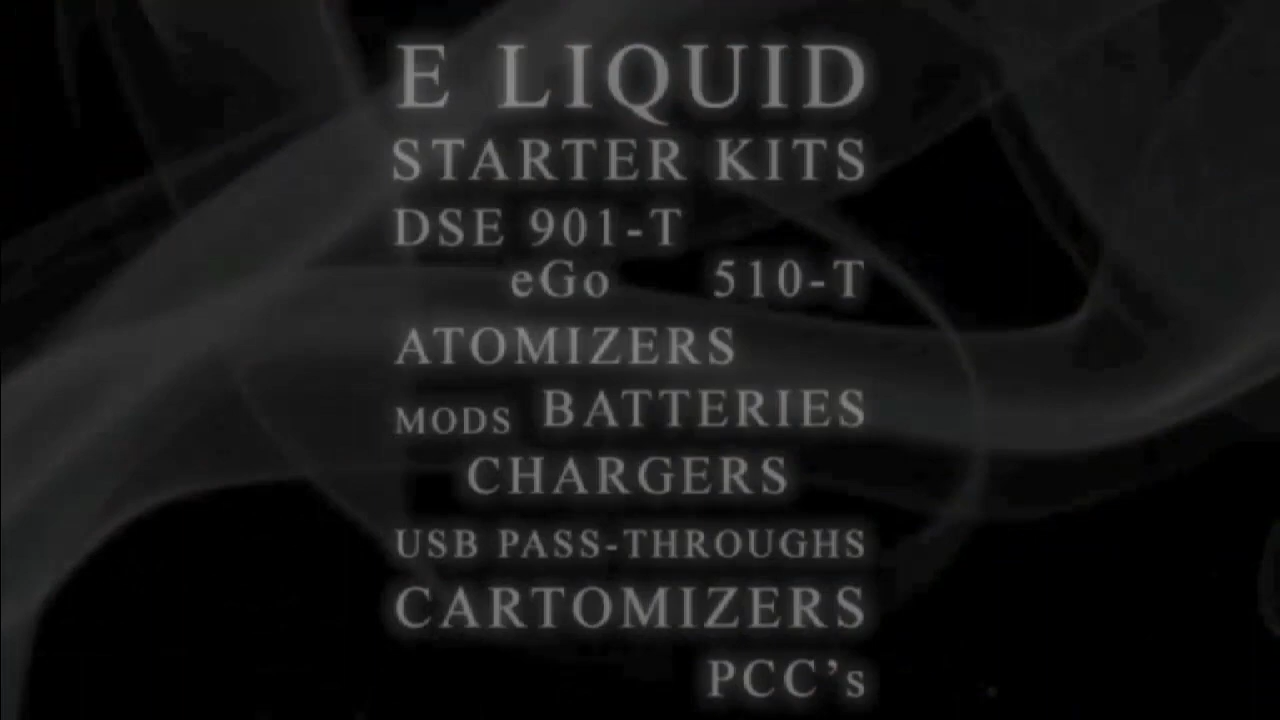 E LIQUID
STARTER KITS
DSE 901-T
eGo 510-T
ATOMIZERS
MODS BATTERIES
CHARGERS
USB PASS-THROUGHS
CARTOMIZERS
PCC's